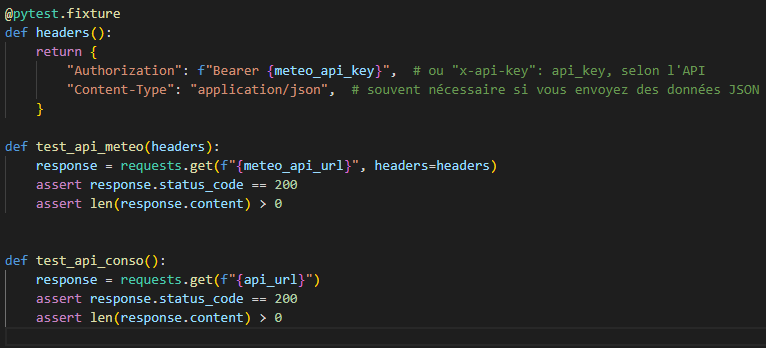 @pytest.fixture
def headers():
    return {
        "Authorization": f"Bearer {meteo_api_key}",  # ou "x-api-key": api_key, selon l'API
        "Content-Type": "application/json",  # souvent nécessaire si vous envoyez des données JSON
    }
def test_api_meteo(headers):
    response = requests.get(f"{meteo_api_url}", headers=headers)
    assert response.status_code == 200
    assert len(response.content) > 0
def test_api_conso():
    response = requests.get(f"{api_url}")
    assert response.status_code == 200
    assert len(response.content) > 0